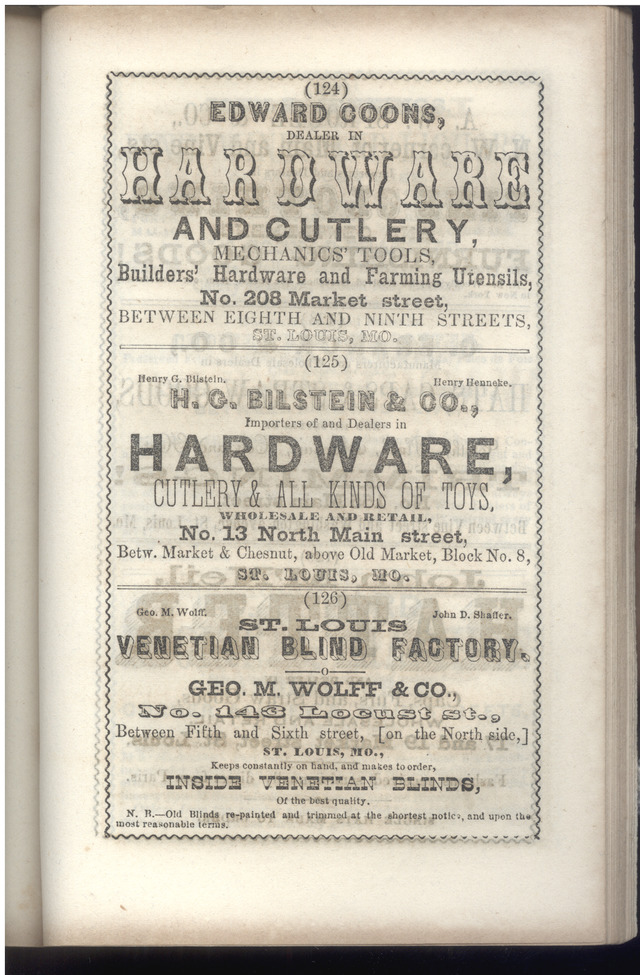 (124)
EDWARD COONS,
DEALER IN
HARDWARE
AND CUTLERY,
MECHANICS' TOOLS,
Builders' Hardware and Farming Utensils,
No. 208 Market street,
BETWEEN EIGHTH AND NINTH STREETS,
ST. LOUIS, MO.
(125)
Henry G. Bilstein. Henry Henneke.
H. G. BILSTEIN & CO.,
Importers of and Dealers in
HARDWARE,
CUTLERY & ALL KINDS OF TOYS,
WHOLESALE AND RETAIL,
No. 13 North Main street,
Betw. Market & Chesnut, above Old Market, Block No. 8,
ST. LOUIS, MO.
(126)
Geo. M. Wolff. John D. Shaffer.
ST. LOUIS
VENETIAN BLIND FACTORY.
GEO. M. WOLFF & CO.,
No. 143 Locust st.,
Between Fifth and Sixth street, [on the North side,]
ST. LOUIS, MO.,
Keeps constantly on hand, and makes to order,
INSIDE VENETIAN BLINDS,
Of the best quality.
N. B.—Old Blinds re-painted and trimmed at the shortest notice, and upon the
most reasonable terms.